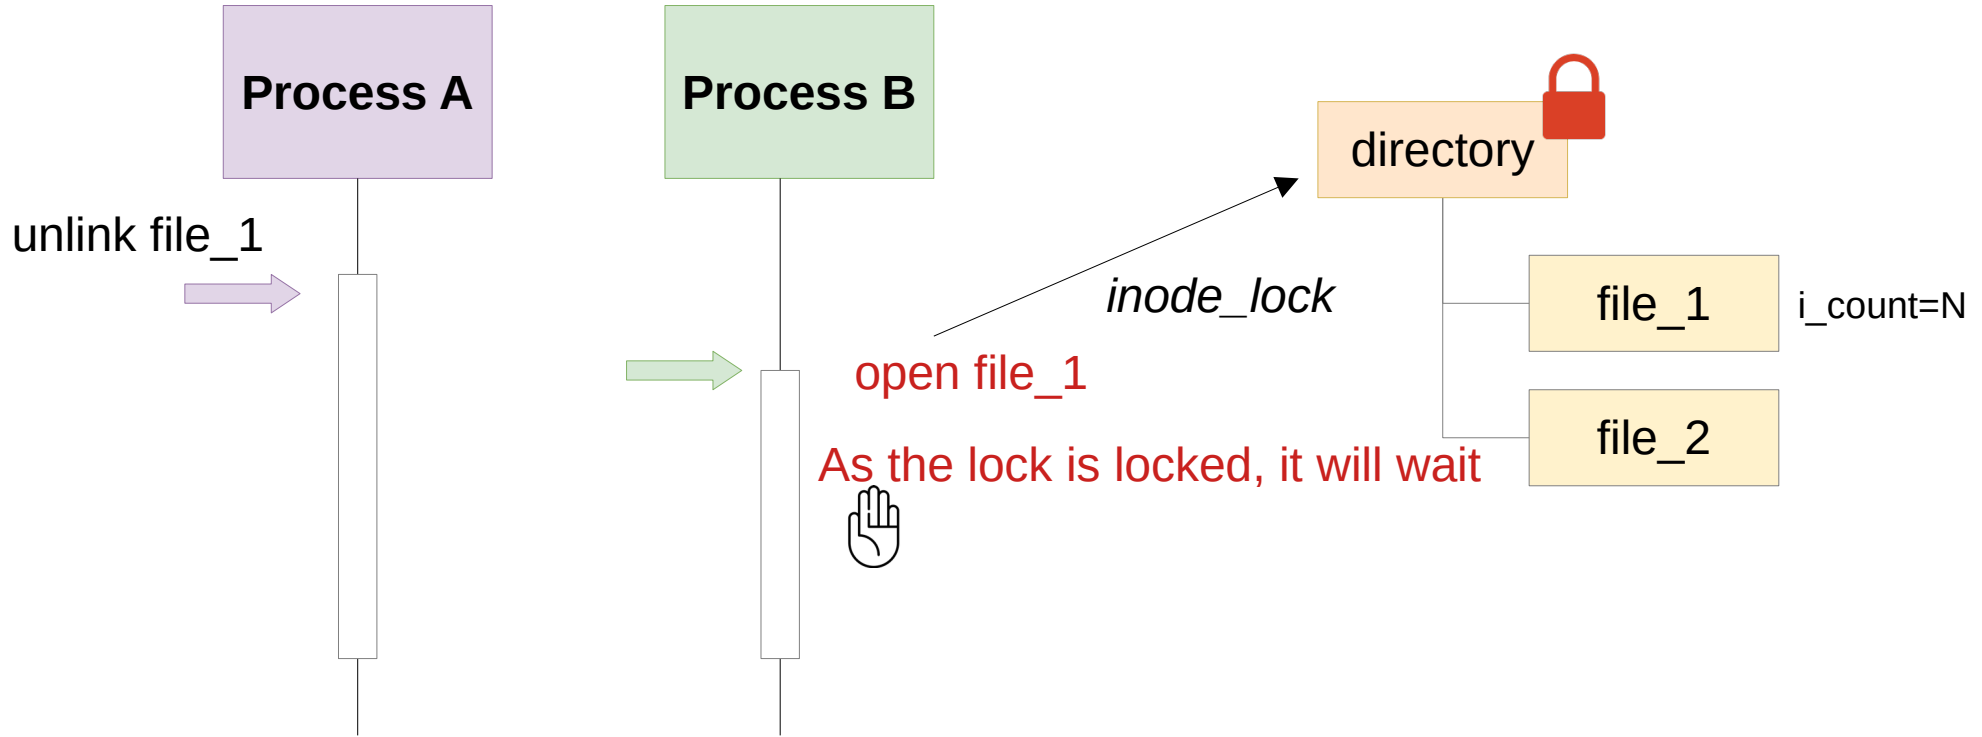 Process A
Process B
directory
unlink file_1
inode_lock
file_1
i_count=N
open file_1
file_2
As the lock is locked, it will wait